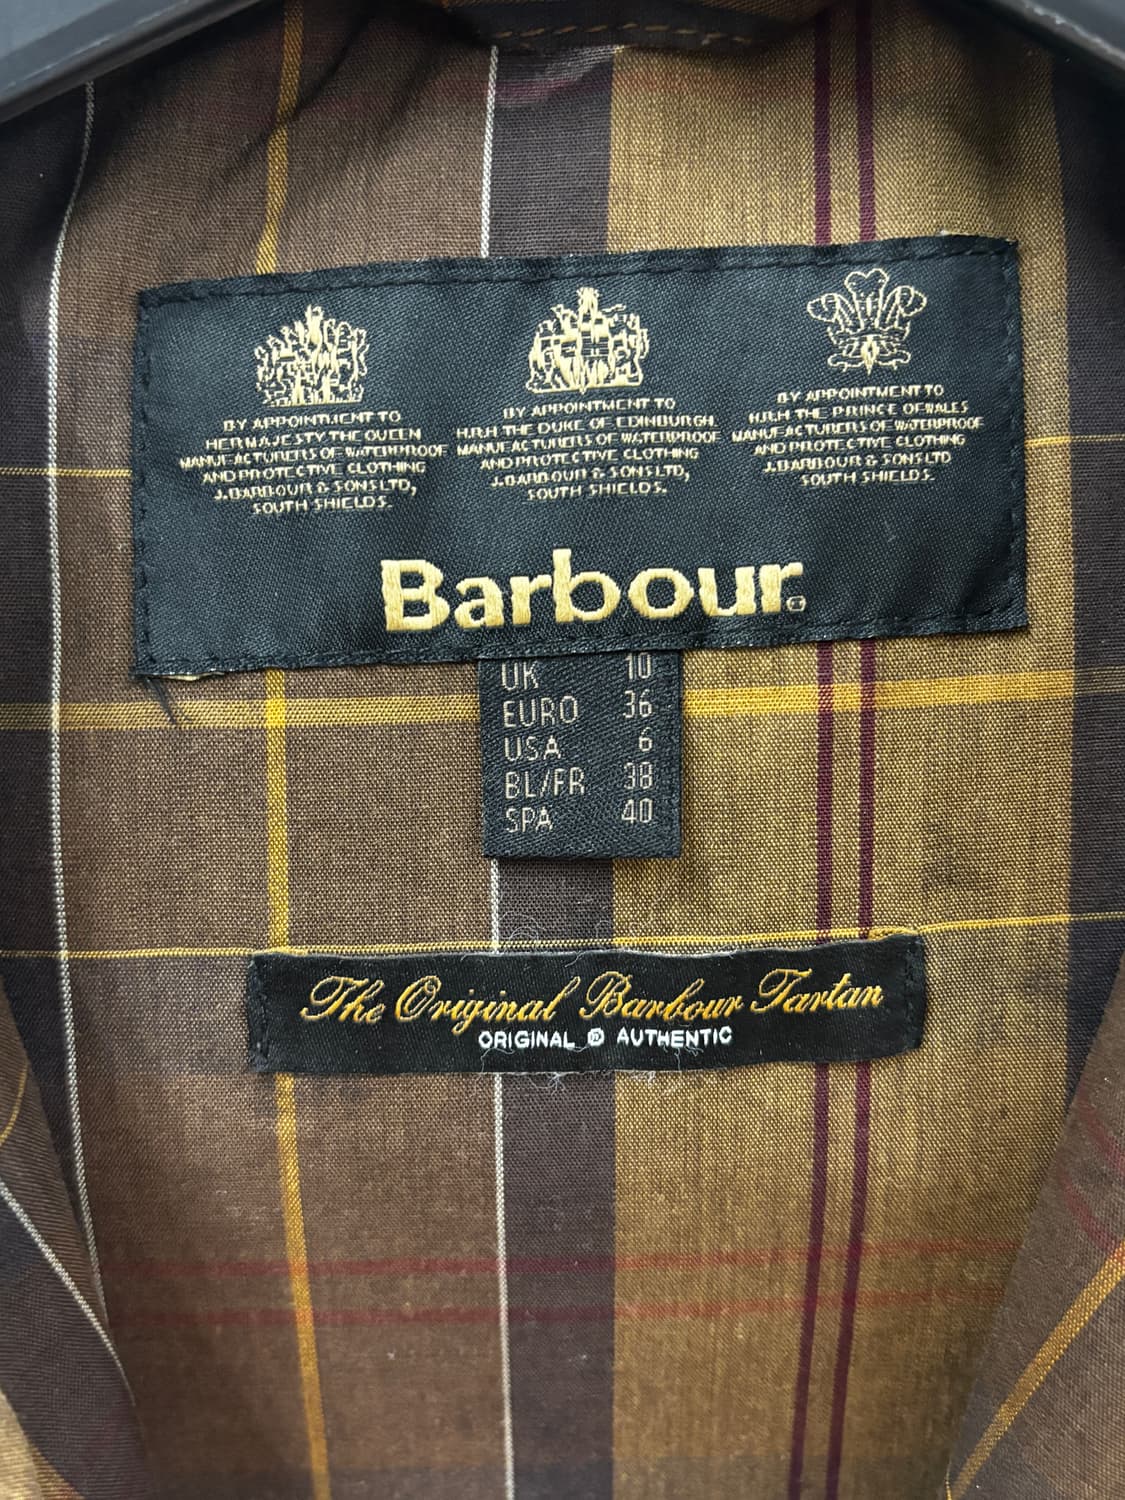 BY APPOINTMENT TO
HER MAJESTY THE QUEEN
MANUFACTURERS OF WATERPROOF
AND PROTECTIVE CLOTHING
J. BARBOUR & SONS LTD,
SOUTH SHIELDS.
BY APPOINTMENT TO
H.R.H THE DUKE OF EDINBURGH
MANUFACTURERS OF WATERPROOF
AND PROTECTIVE CLOTHING
J. BARBOUR & SONS LTD,
SOUTH SHIELDS.
BY APPOINTMENT TO
H.R.H THE PRINCE OF WALES
MANUFACTURERS OF WATERPROOF
AND PROTECTIVE CLOTHING
J. BARBOUR & SONS LTD
SOUTH SHIELDS.
Barbour®
UK 10
EURO 36
USA 6
BL/FR 38
SPA 40
The Original Barbour Tartan
ORIGINAL ® AUTHENTIC